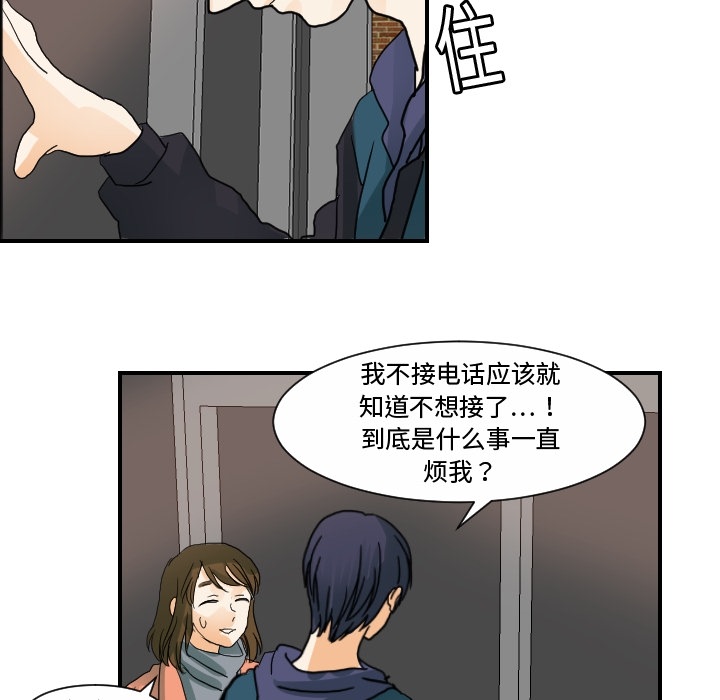 住
我不接电话应该就
知道不想接了...！
到底是什么事一直
烦我？